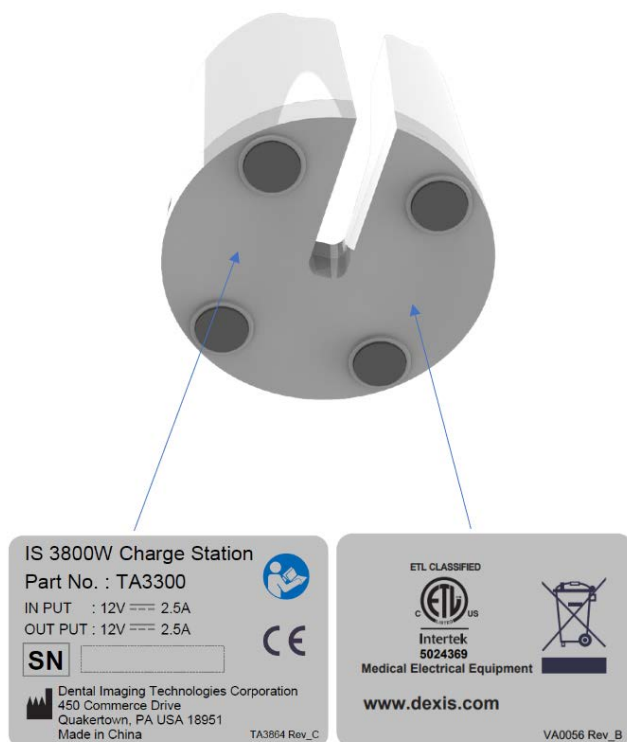 IS 3800W Charge Station
Part No. : TA3300
IN PUT : 12V 2.5A
OUT PUT : 12V 2.5A
SN
CE
Dental Imaging Technologies Corporation
450 Commerce Drive
Quakertown, PA USA 18951
Made in China
TA3864 Rev_C
ETL CLASSIFIED
C ETL US
LISTED
Intertek
5024369
Medical Electrical Equipment
www.dexis.com
VA0056 Rev_B